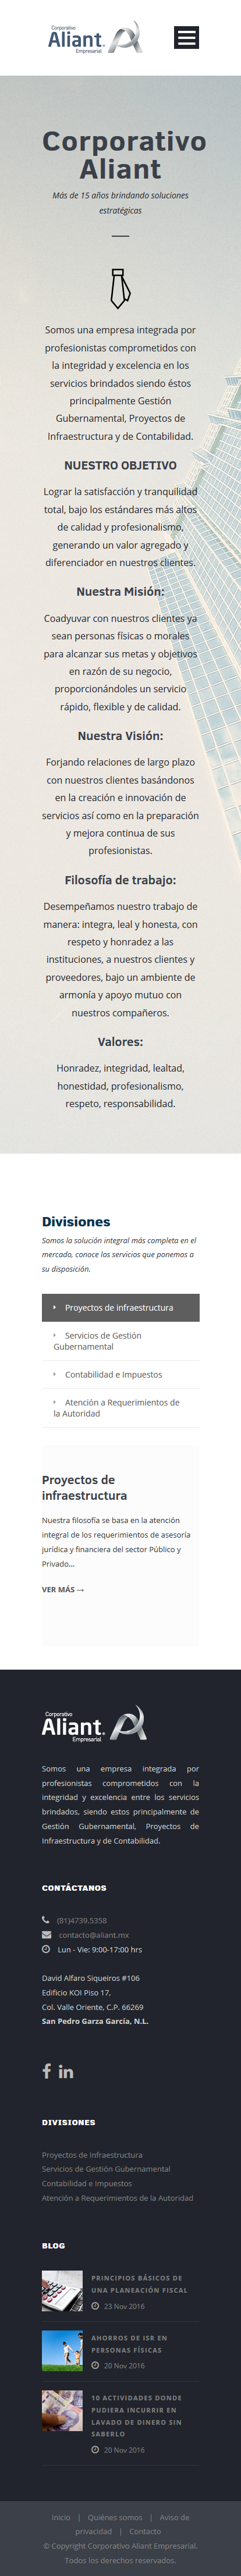 Corporativo
Aliant.
Empresarial
Corporativo
Aliant
Más de 15 años brindando soluciones
estratégicas
Somos una empresa integrada por
profesionistas comprometidos con
la integridad y excelencia en los
servicios brindados siendo éstos
principalmente Gestión
Gubernamental, Proyectos de
Infraestructura y de Contabilidad.
NUESTRO OBJETIVO
Lograr la satisfacción y tranquilidad
total, bajo los estándares más altos
de calidad y profesionalismo,
generando un valor agregado y
diferenciador en nuestros clientes.
Nuestra Misión:
Coadyuvar con nuestros clientes ya
sean personas físicas o morales
para alcanzar sus metas y objetivos
en razón de su negocio,
proporcionándoles un servicio
rápido, flexible y de calidad.
Nuestra Visión:
Forjando relaciones de largo plazo
con nuestros clientes basándonos
en la creación e innovación de
servicios así como en la preparación
y mejora continua de sus
profesionistas.
Filosofía de trabajo:
Desempeñamos nuestro trabajo de
manera: integra, leal y honesta, con
respeto y honradez a las
instituciones, a nuestros clientes y
proveedores, bajo un ambiente de
armonía y apoyo mutuo con
nuestros compañeros.
Valores:
Honradez, integridad, lealtad,
honestidad, profesionalismo,
respeto, responsabilidad.
Divisiones
Somos la solución integral más completa en el
mercado, conoce los servicios que ponemos a
su disposición.
Proyectos de infraestructura
Servicios de Gestión
Gubernamental
Contabilidad e Impuestos
Atención a Requerimientos de
la Autoridad
Proyectos de
infraestructura
Nuestra filosofía se basa en la atención
integral de los requerimientos de asesoría
jurídica y financiera del sector Público y
Privado...
VER MÁS →
Corporativo
Aliant.
Empresarial
Somos una empresa integrada por
profesionistas comprometidos con la
integridad y excelencia entre los servicios
brindados, siendo estos principalmente de
Gestión Gubernamental, Proyectos de
Infraestructura y de Contabilidad.
CONTÁCTANOS
(81)4739.5358
contacto@aliant.mx
Lun - Vie: 9:00-17:00 hrs
David Alfaro Siqueiros #106
Edificio KOI Piso 17,
Col. Valle Oriente, C.P. 66269
San Pedro Garza García, N.L.
DIVISIONES
Proyectos de Infraestructura
Servicios de Gestión Gubernamental
Contabilidad e Impuestos
Atención a Requerimientos de la Autoridad
BLOG
PRINCIPIOS BÁSICOS DE
UNA PLANEACIÓN FISCAL
23 Nov 2016
AHORROS DE ISR EN
PERSONAS FÍSICAS
20 Nov 2016
10 ACTIVIDADES DONDE
PUDIERA INCURRIR EN
LAVADO DE DINERO SIN
SABERLO
20 Nov 2016
Inicio | Quiénes somos | Aviso de
privacidad | Contacto
© Copyright Corporativo Aliant Empresarial.
Todos los derechos reservados.